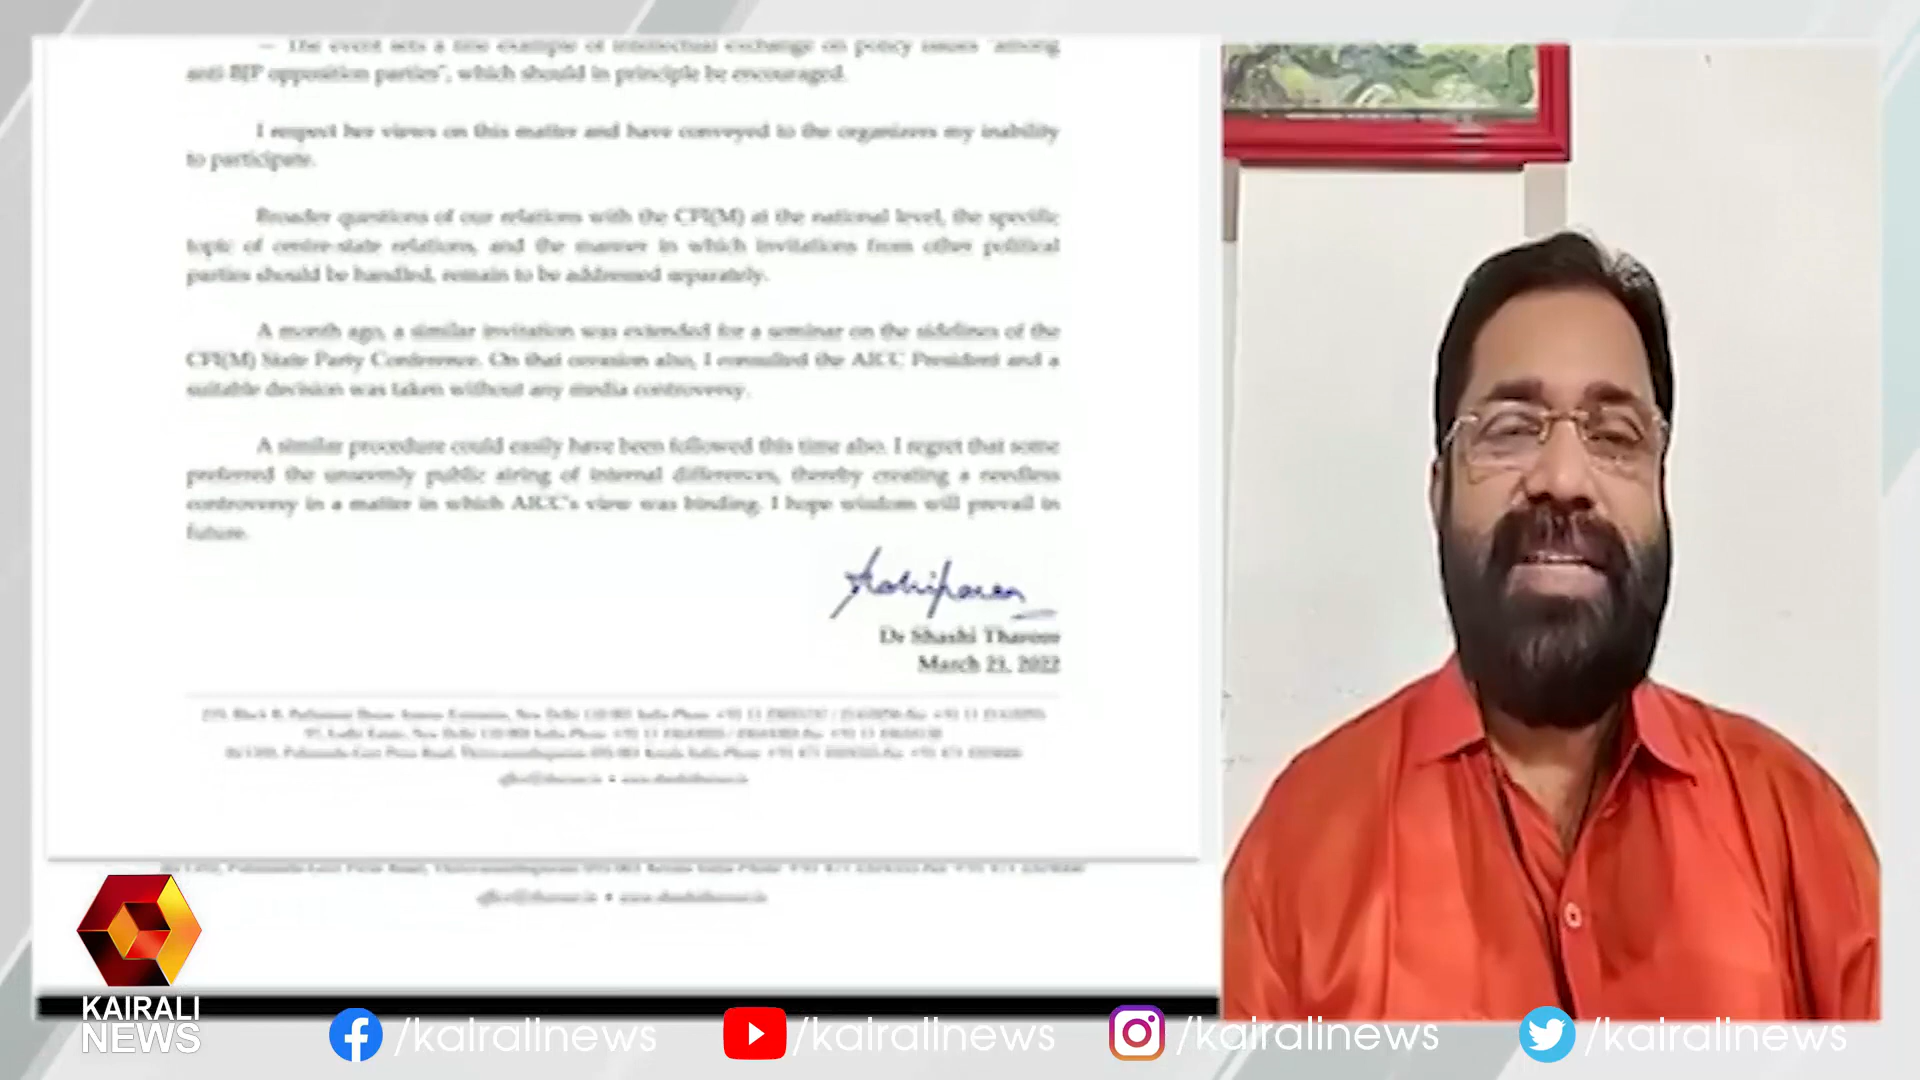 — The event sets a fine example of intellectual exchange on policy issues "among
anti-BJP opposition parties", which should in principle be encouraged.
I respect her views on this matter and have conveyed to the organizers my inability
to participate.
Broader questions of our relations with the CPI(M) at the national level, the specific
topic of centre-state relations, and the manner in which invitations from other political
parties should be handled, remain to be addressed separately.
A month ago, a similar invitation was extended for a seminar on the sidelines of the
CPI(M) State Party Conference. On that occasion also, I consulted the AICC President and a
suitable decision was taken without any media controversy.
A similar procedure could easily have been followed this time also. I regret that some
preferred the unseemly public airing of internal differences, thereby creating a needless
controversy in a matter in which AICC's view was binding. I hope wisdom will prevail in
future.
Dr Shashi Tharoor
March 21, 2022
KAIRALI
NEWS
/kairalinews /kairalinews /kairalinews /kairalinews